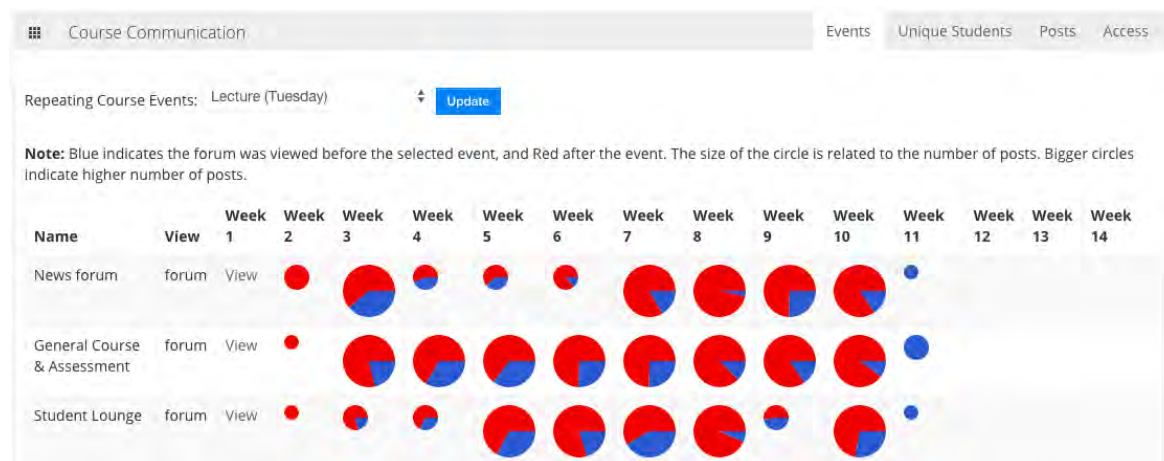 Course Communication Events Unique Students Posts Access
Repeating Course Events: Lecture (Tuesday) Update
Note: Blue indicates the forum was viewed before the selected event, and Red after the event. The size of the circle is related to the number of posts. Bigger circles
indicate higher number of posts.
Week Week Week Week Week Week Week Week Week Week Week Week Week
Name View 1 2 3 4 5 6 7 8 9 10 11 12 13 14
News forum forum View
General Course forum View
& Assessment
Student Lounge forum View